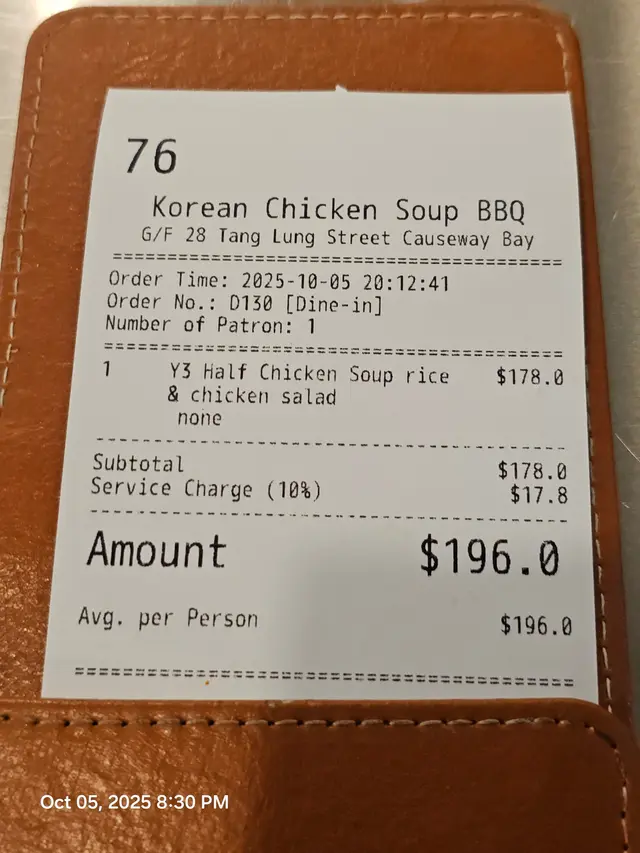 76
Korean Chicken Soup BBQ
G/F 28 Tang Lung Street Causeway Bay
Order Time: 2025-10-05 20:12:41
Order No.: D130 [Dine-in]
Number of Patron: 1
1 Y3 Half Chicken Soup rice $178.0
& chicken salad
none
Subtotal $178.0
Service Charge (10%) $17.8
Amount $196.0
Avg. per Person $196.0
Oct 05, 2025 8:30 PM